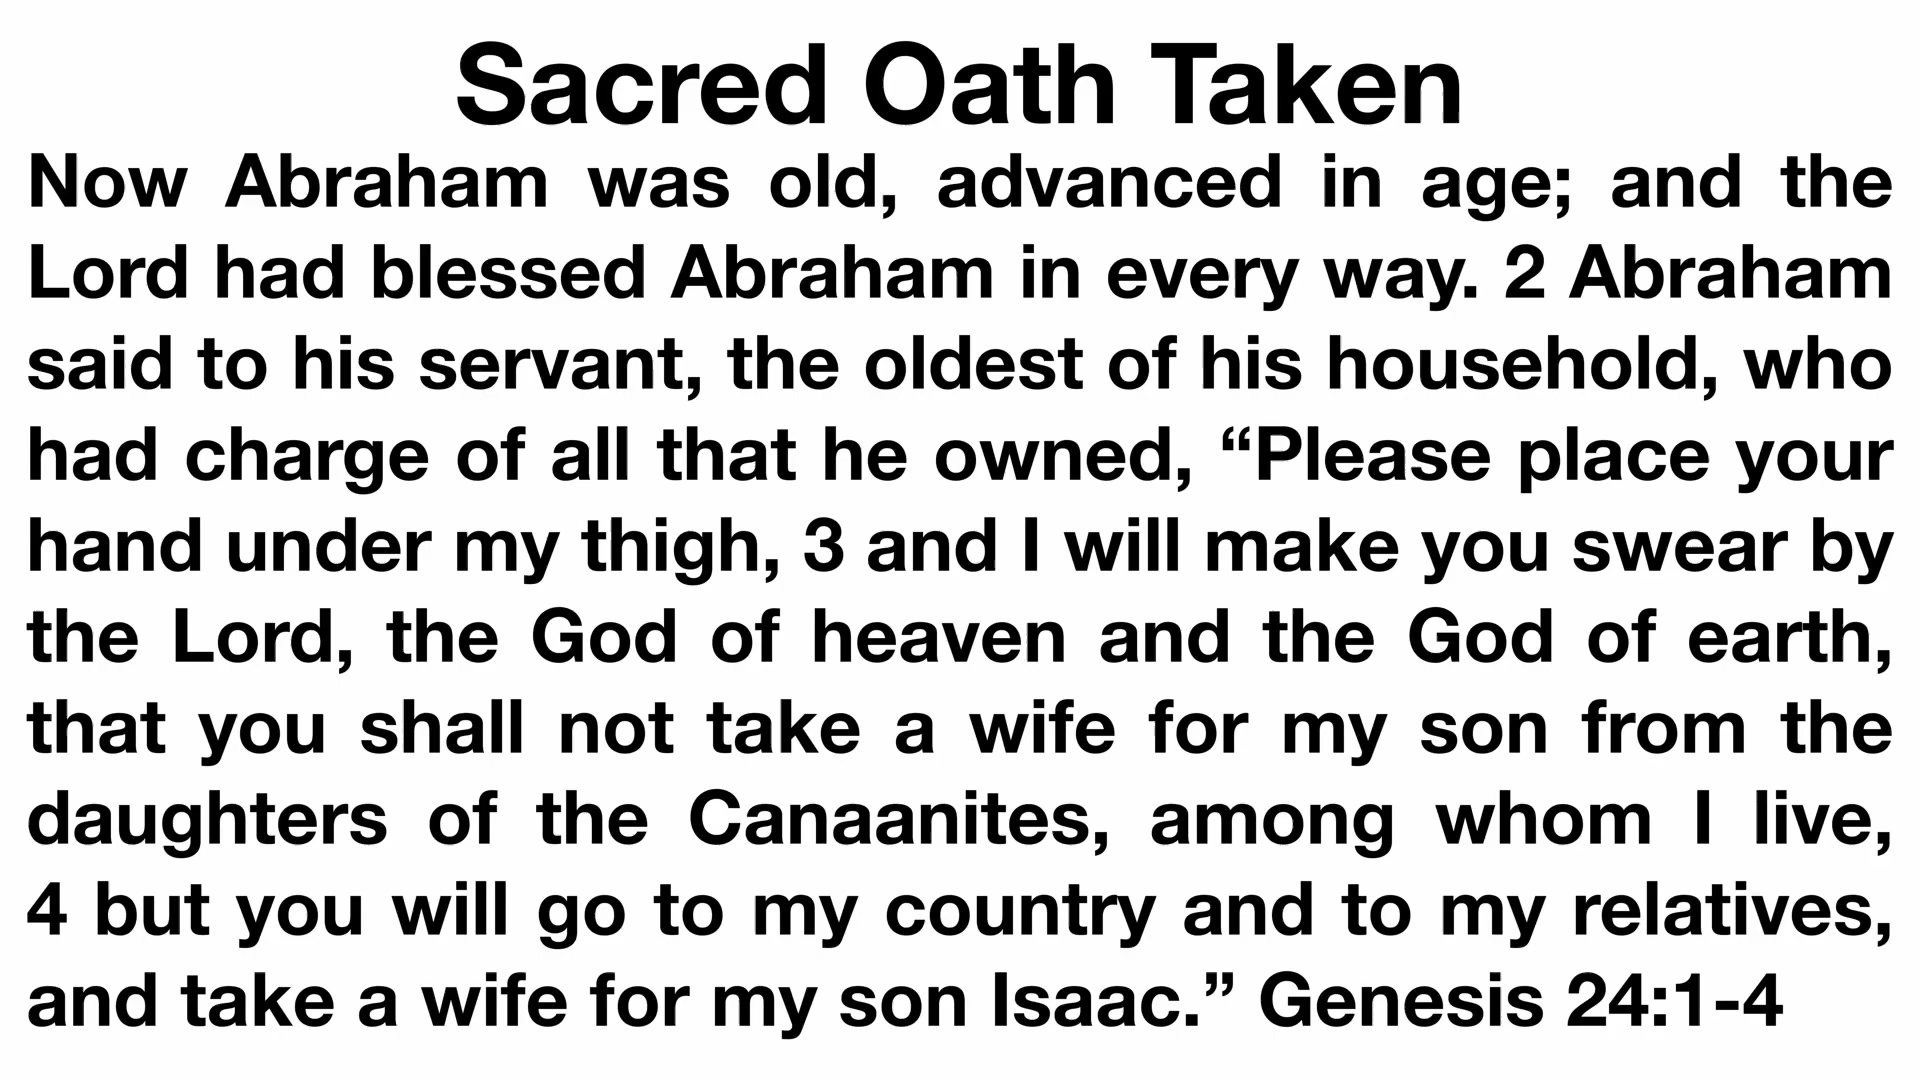 Sacred Oath Taken
Now Abraham was old, advanced in age; and the
Lord had blessed Abraham in every way. 2 Abraham
said to his servant, the oldest of his household, who
had charge of all that he owned, “Please place your
hand under my thigh, 3 and I will make you swear by
the Lord, the God of heaven and the God of earth,
that you shall not take a wife for my son from the
daughters of the Canaanites, among whom I live,
4 but you will go to my country and to my relatives,
and take a wife for my son Isaac.” Genesis 24:1-4